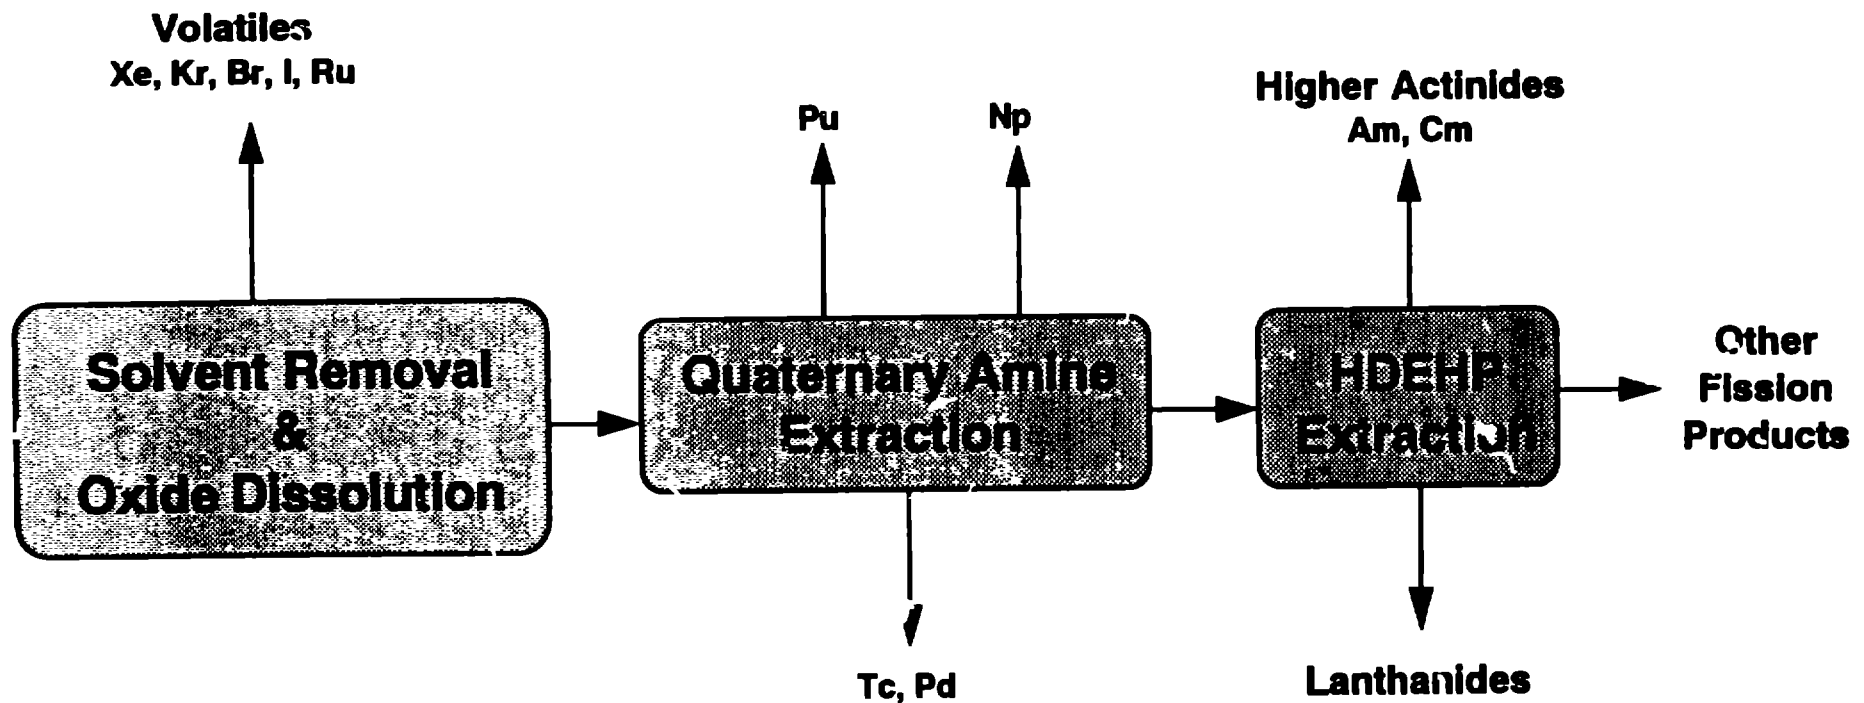 Volatiles
Xe, Kr, Br, I, Ru
Pu
Np
Higher Actinides
Am, Cm
Solvent Removal
&
Oxide Dissolution
Quaternary Amine
Extraction
HDEHP
Extraction
Other
Fission
Products
Tc, Pd
Lanthanides